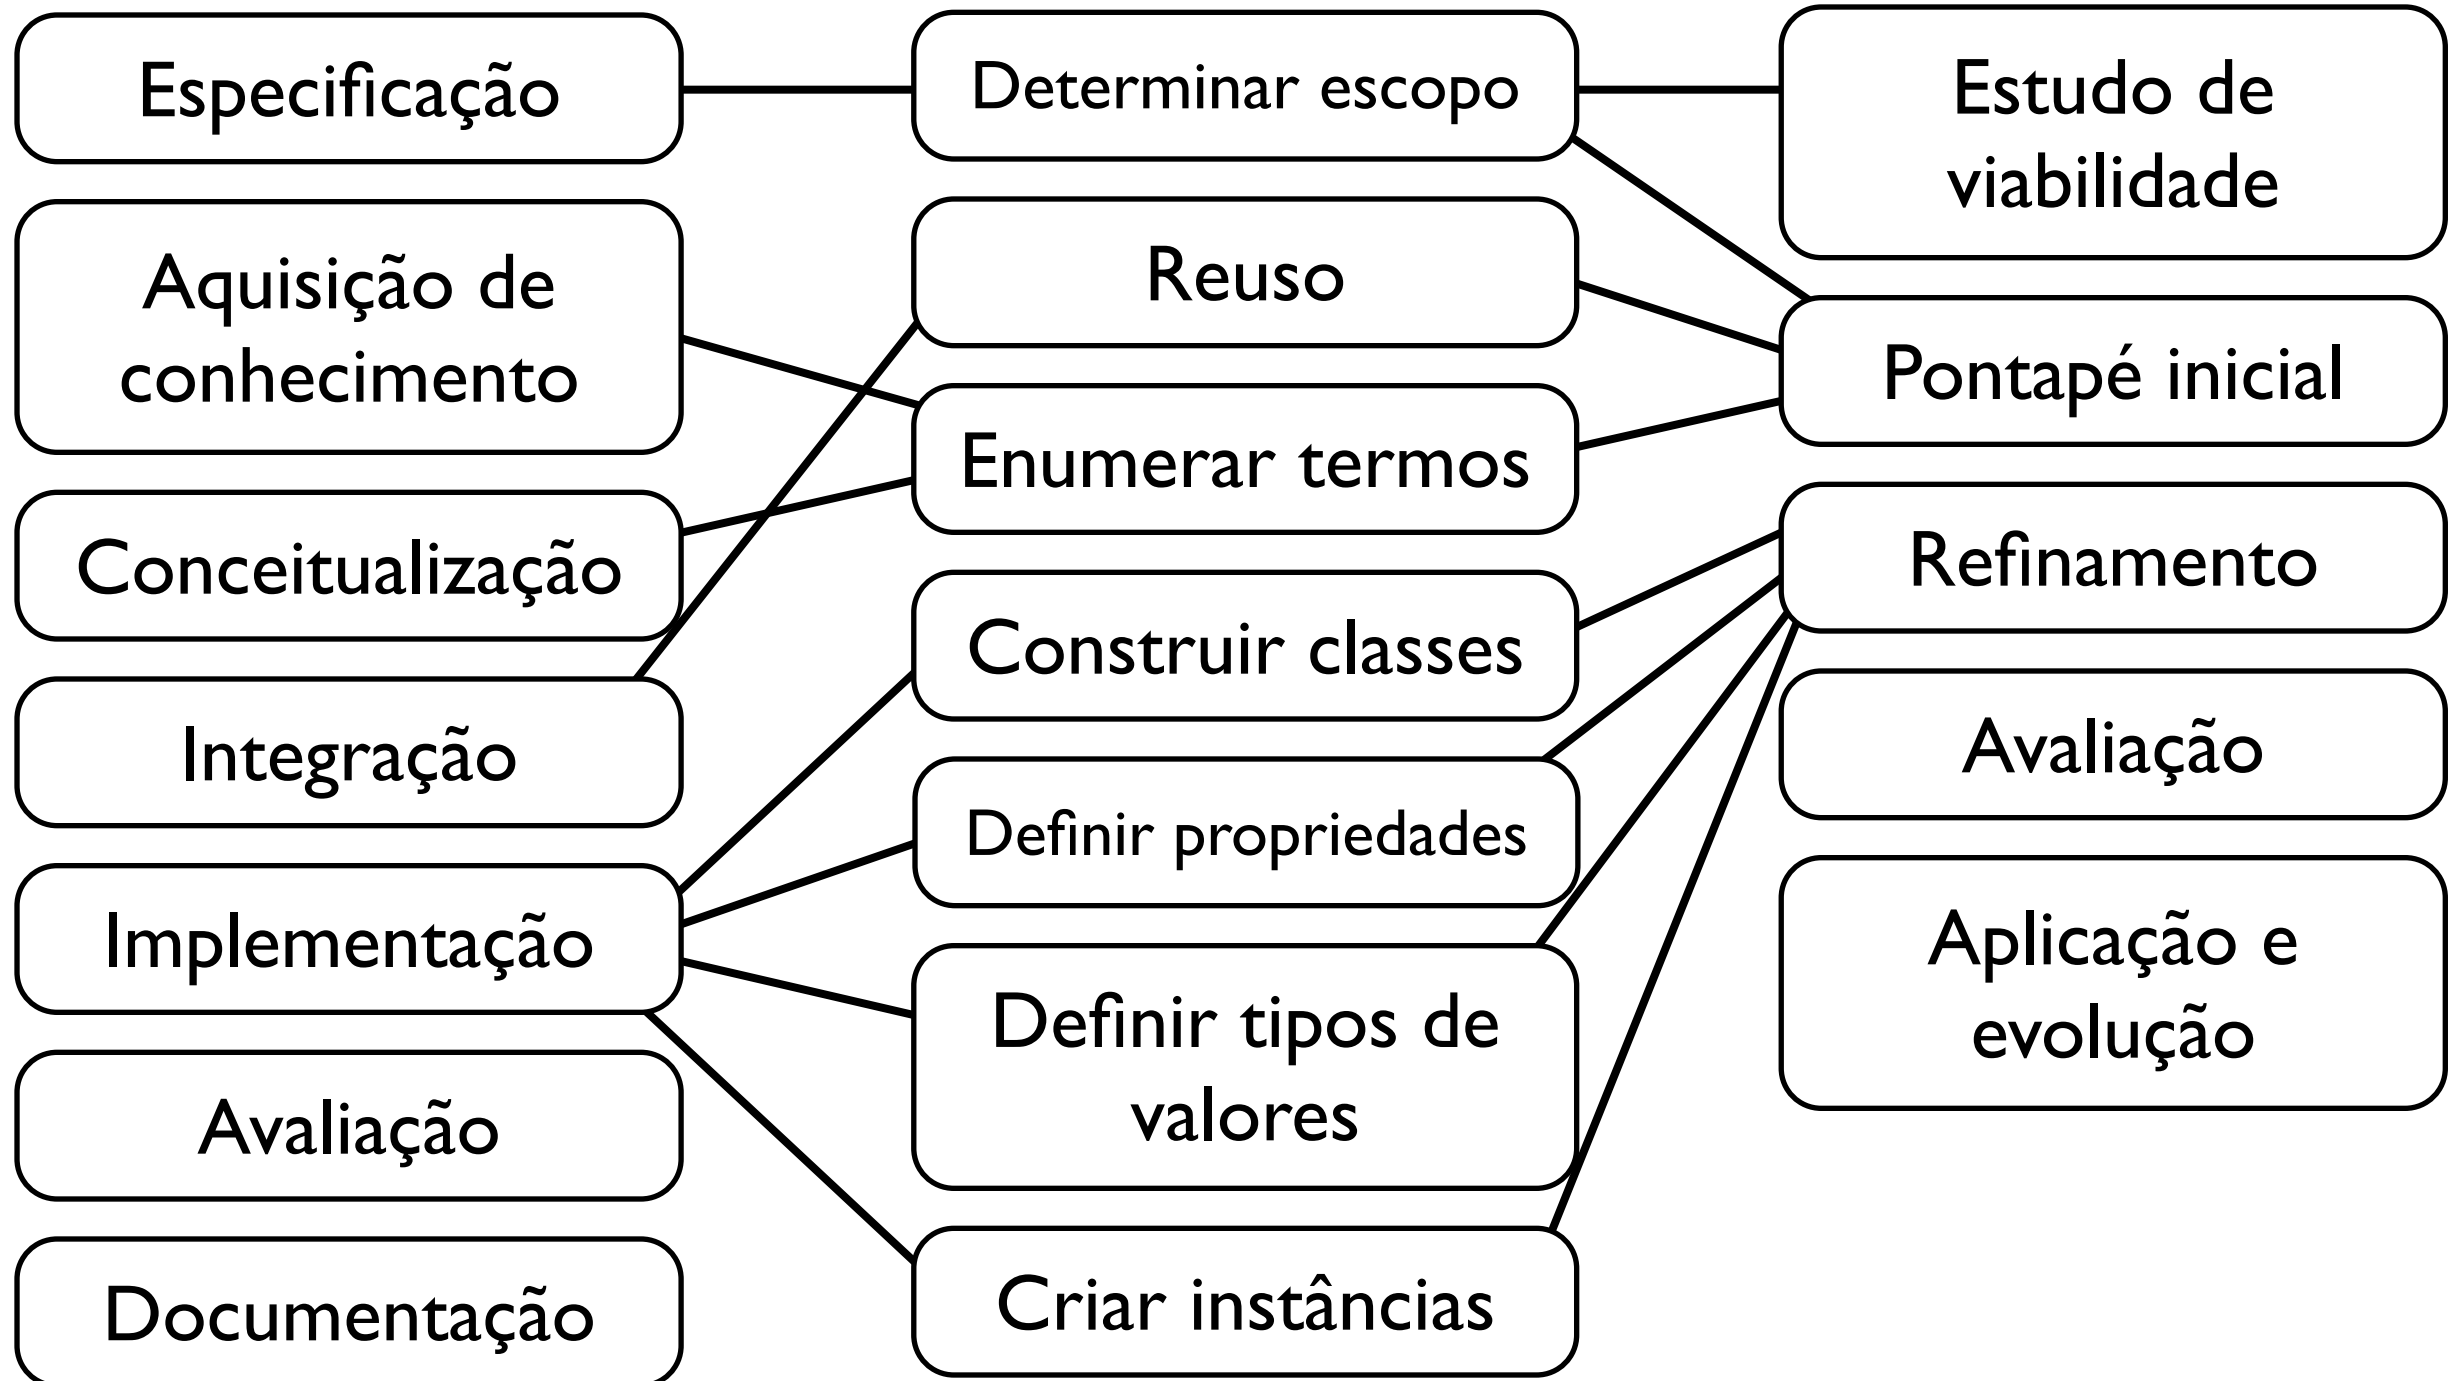 Especificação
Aquisição de
conhecimento
Conceitualização
Integração
Implementação
Avaliação
Documentação
Determinar escopo
Reuso
Enumerar termos
Construir classes
Definir propriedades
Definir tipos de
valores
Criar instâncias
Estudo de
viabilidade
Pontapé inicial
Refinamento
Avaliação
Aplicação e
evolução